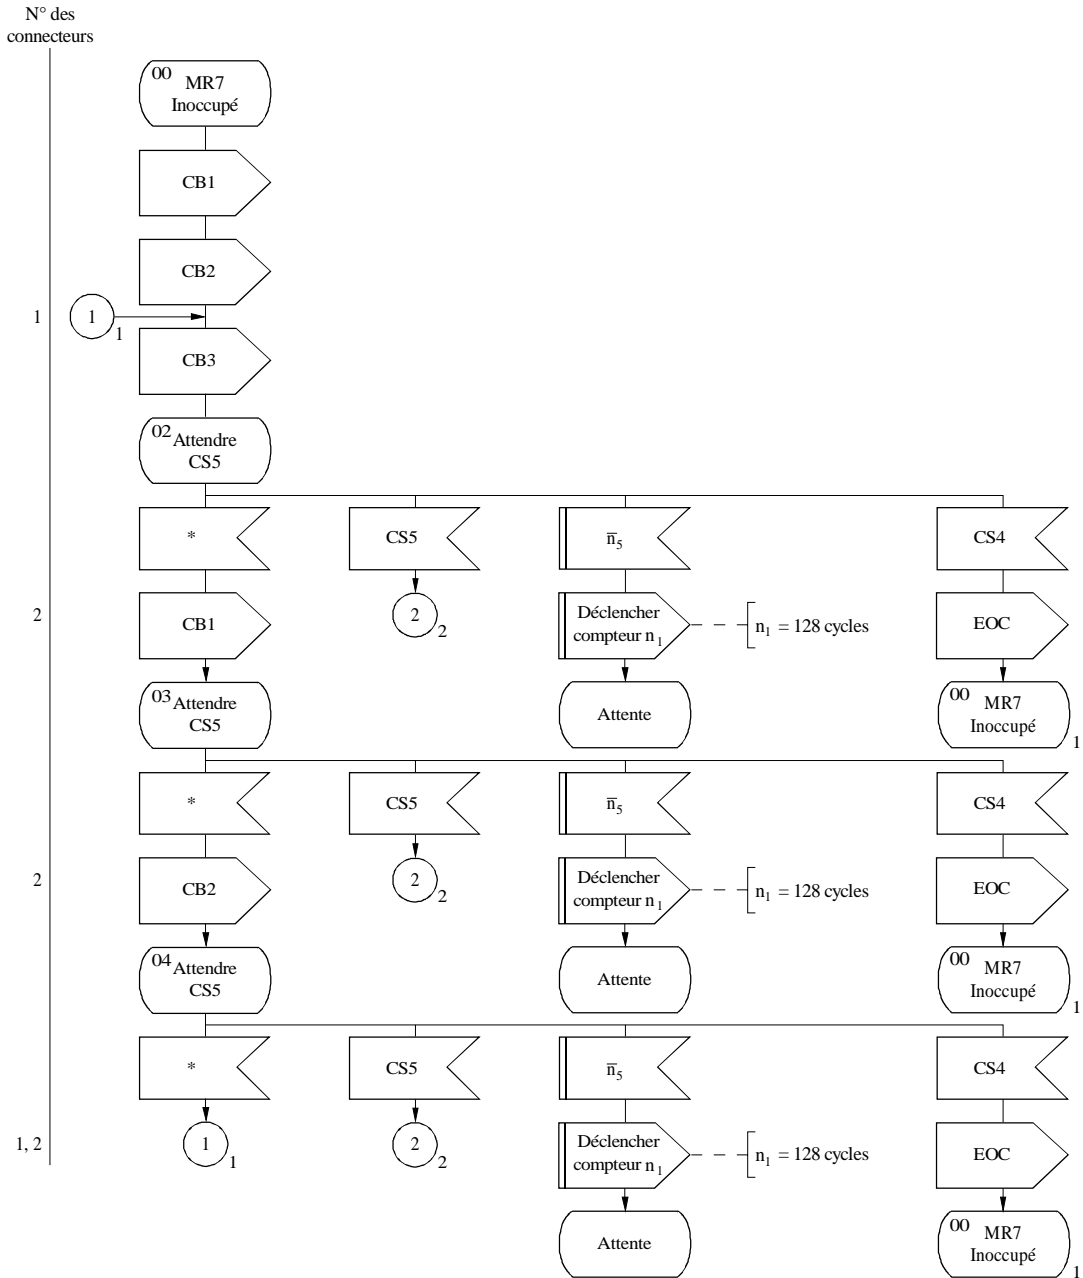 N° des
connecteurs
00 MR7
Inoccupé
CB1
CB2
1
1
1
CB3
02 Attendre
CS5
*
CS5
n̅₅
CS4
2
CB1
2
2
Déclencher
compteur n₁
n₁ = 128 cycles
EOC
03 Attendre
CS5
Attente
00 MR7
Inoccupé
1
*
CS5
n̅₅
CS4
2
CB2
2
2
Déclencher
compteur n₁
n₁ = 128 cycles
EOC
04 Attendre
CS5
Attente
00 MR7
Inoccupé
1
*
CS5
n̅₅
CS4
1, 2
1
1
2
2
Déclencher
compteur n₁
n₁ = 128 cycles
EOC
Attente
00 MR7
Inoccupé
1